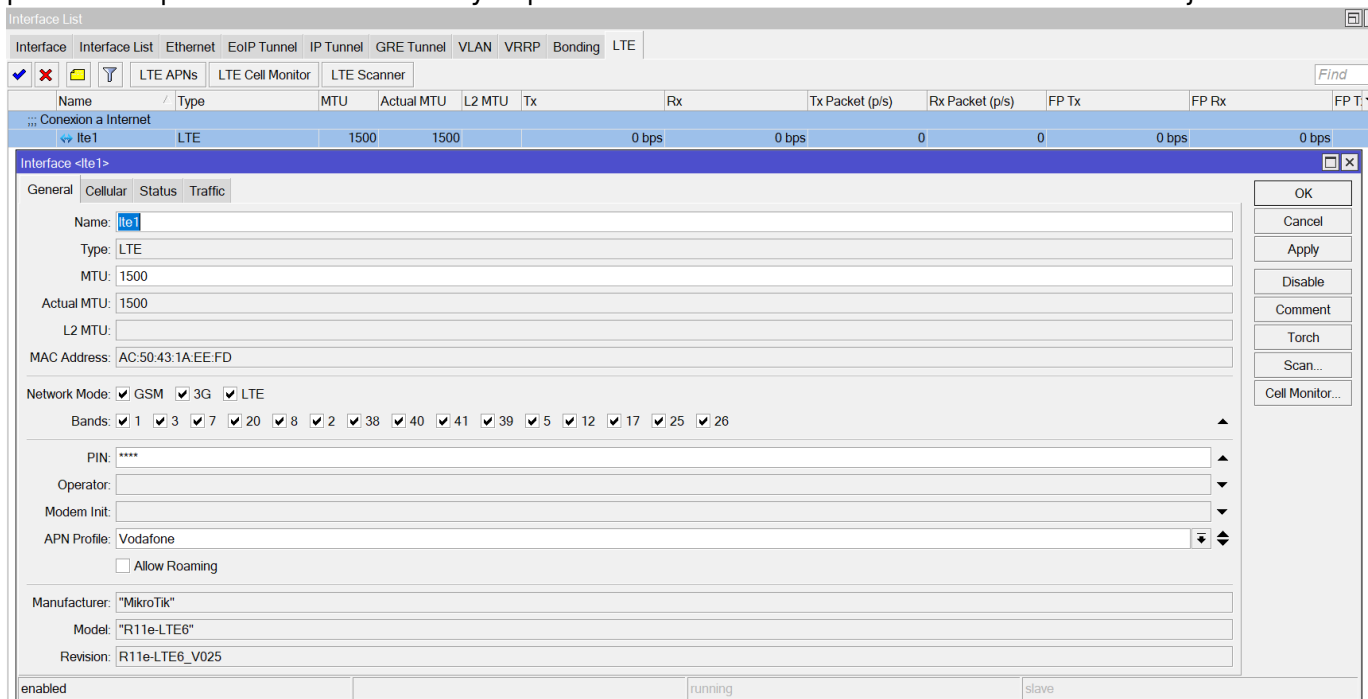 Interface List
Interface Interface List Ethernet EoIP Tunnel IP Tunnel GRE Tunnel VLAN VRRP Bonding LTE
LTE APNs LTE Cell Monitor LTE Scanner Find
Name Type MTU Actual MTU L2 MTU Tx Rx Tx Packet (p/s) Rx Packet (p/s) FP Tx FP Rx
;;; Conexion a Internet
lte1 LTE 1500 1500 0 bps 0 bps 0 0 0 bps 0 bps
Interface <lte1>
General Cellular Status Traffic
OK
Name: lte1
Cancel
Type: LTE
Apply
MTU: 1500
Disable
Actual MTU: 1500
Comment
L2 MTU:
Torch
MAC Address: AC:50:43:1A:EE:FD
Scan...
Network Mode: GSM 3G LTE
Cell Monitor...
Bands: 1 3 7 20 8 2 38 40 41 39 5 12 17 25 26
PIN: ****
Operator:
Modem Init:
APN Profile: Vodafone
Allow Roaming
Manufacturer: "MikroTik"
Model: "R11e-LTE6"
Revision: R11e-LTE6_V025
enabled running slave